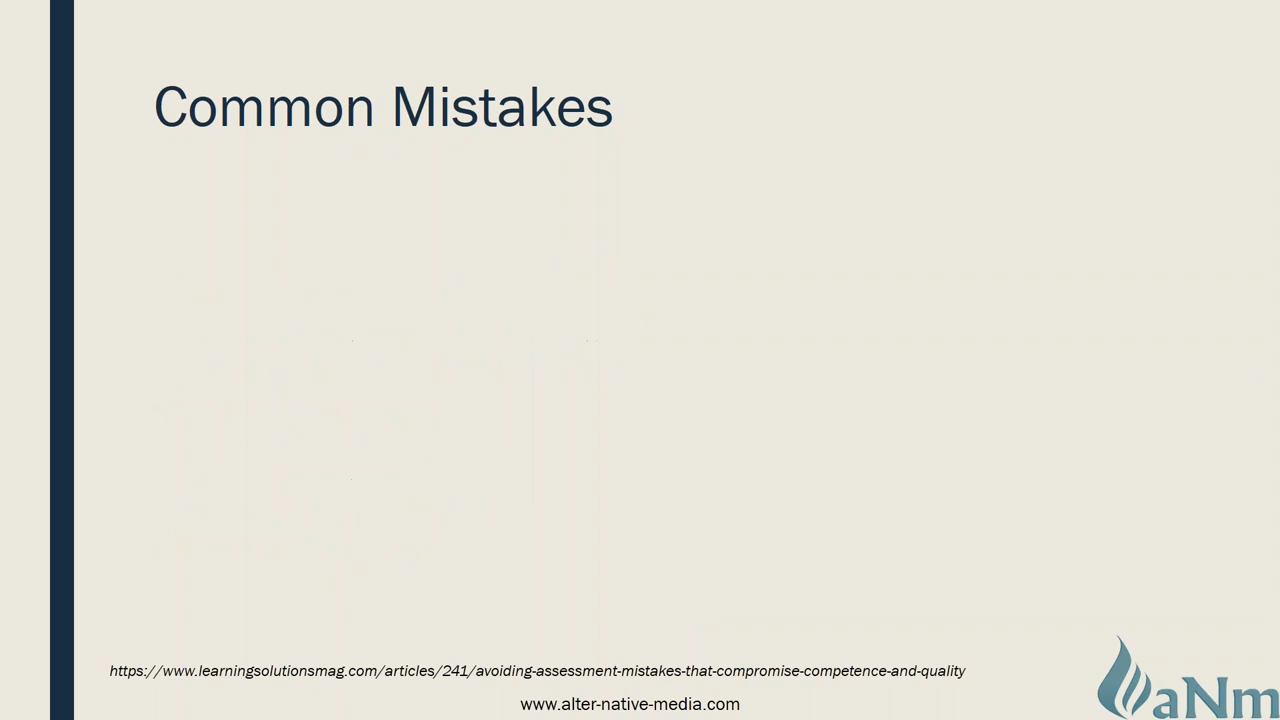 Common Mistakes
https://www.learningsolutionsmag.com/articles/241/avoiding-assessment-mistakes-that-compromise-competence-and-quality
www.alter-native-media.com
aNm